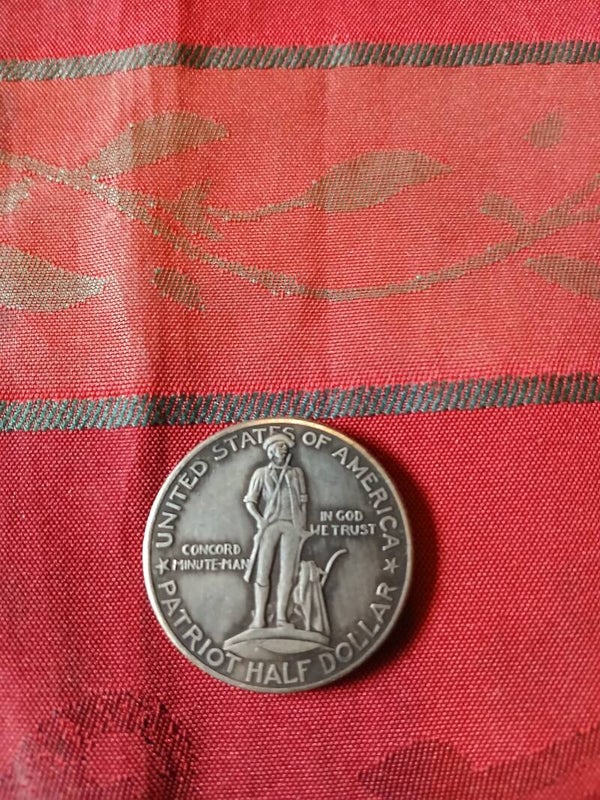 UNITED STATES OF AMERICA
IN GOD
WE TRUST
CONCORD
MINUTE-MAN
PATRIOT HALF DOLLAR